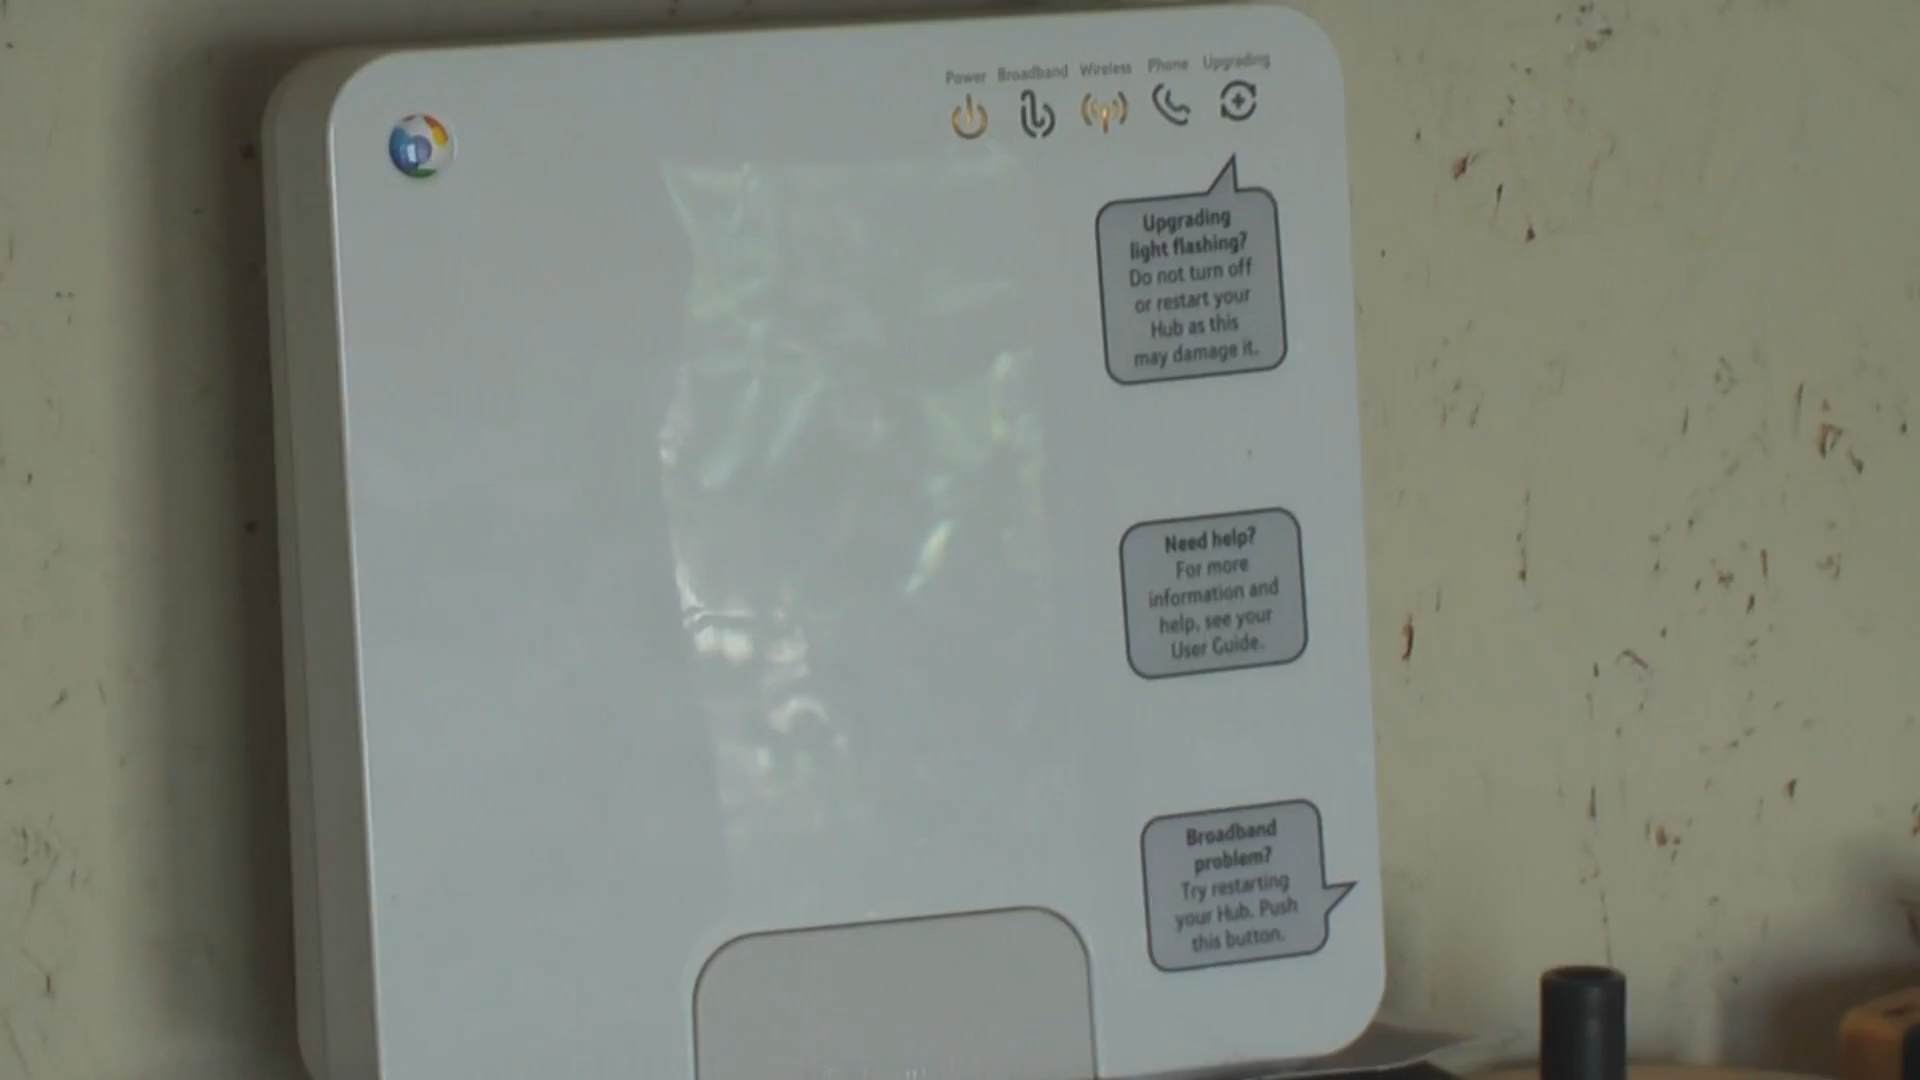 Power Broadband Wireless Phone Upgrading
Upgrading
light flashing?
Do not turn off
or restart your
Hub as this
may damage it.
Need help?
For more
information and
help, see your
User Guide.
Broadband
problem?
Try restarting
your Hub. Push
this button.